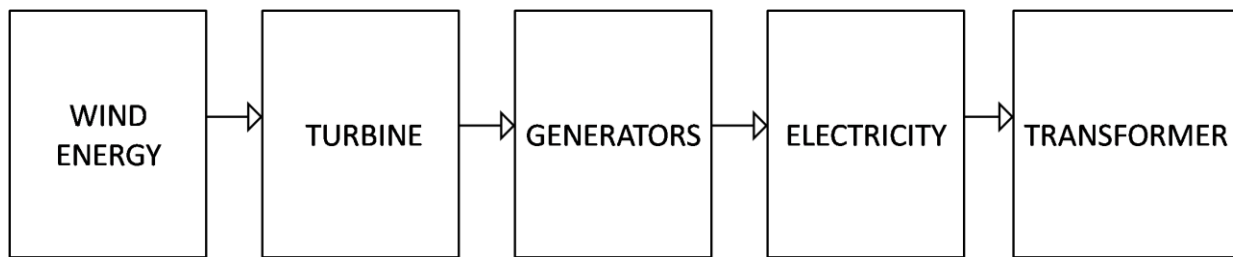 WIND
ENERGY
TURBINE
GENERATORS
ELECTRICITY
TRANSFORMER